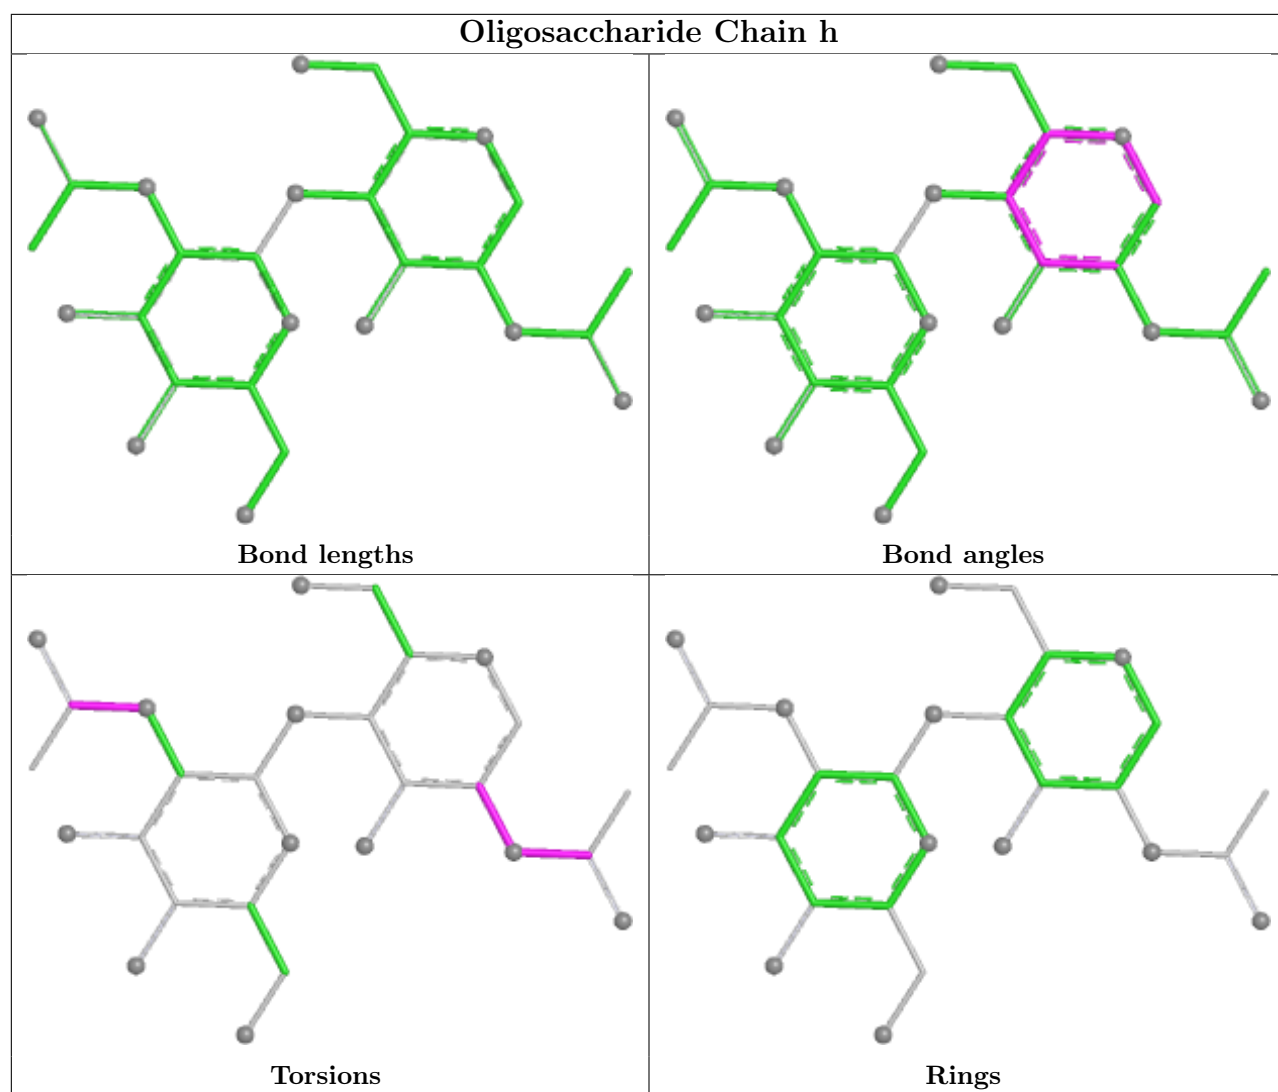 Oligosaccharide Chain h
Bond lengths
Bond angles
Torsions
Rings